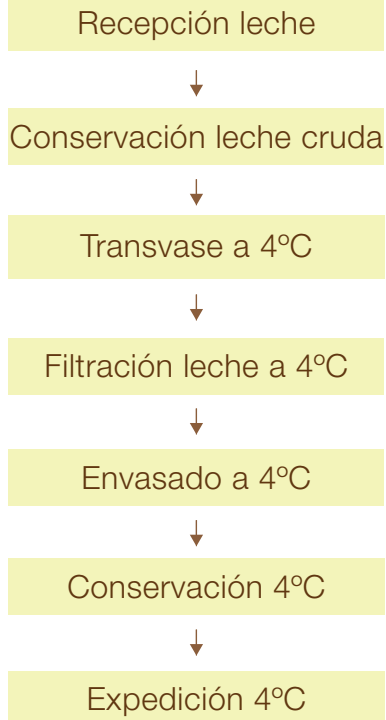 Recepción leche
Conservación leche cruda
Transvase a 4ºC
Filtración leche a 4ºC
Envasado a 4ºC
Conservación 4ºC
Expedición 4ºC